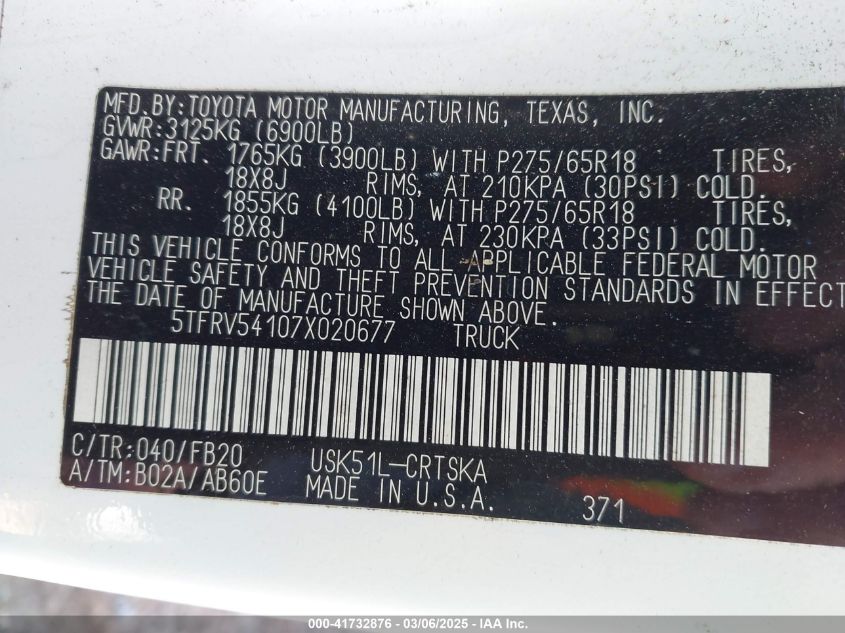 MFD. BY: TOYOTA MOTOR MANUFACTURING, TEXAS, INC.
GVWR: 3125KG (6900LB)
GAWR: FRT. 1765KG (3900LB) WITH P275/65R18 TIRES,
18X8J RIMS, AT 210KPA (30PSI) COLD.
RR. 1855KG (4100LB) WITH P275/65R18 TIRES,
18X8J RIMS, AT 230KPA (33PSI) COLD.
THIS VEHICLE CONFORMS TO ALL APPLICABLE FEDERAL MOTOR
VEHICLE SAFETY AND THEFT PREVENTION STANDARDS IN EFFECT
THE DATE OF MANUFACTURE SHOWN ABOVE.
5TFRV54107X020677 TRUCK
C/TR: 040/FB20 USK51L-CRTSKA
A/TM: B02A/AB60E MADE IN U.S.A. 371
000-41732876 - 03/06/2025 - IAA Inc.